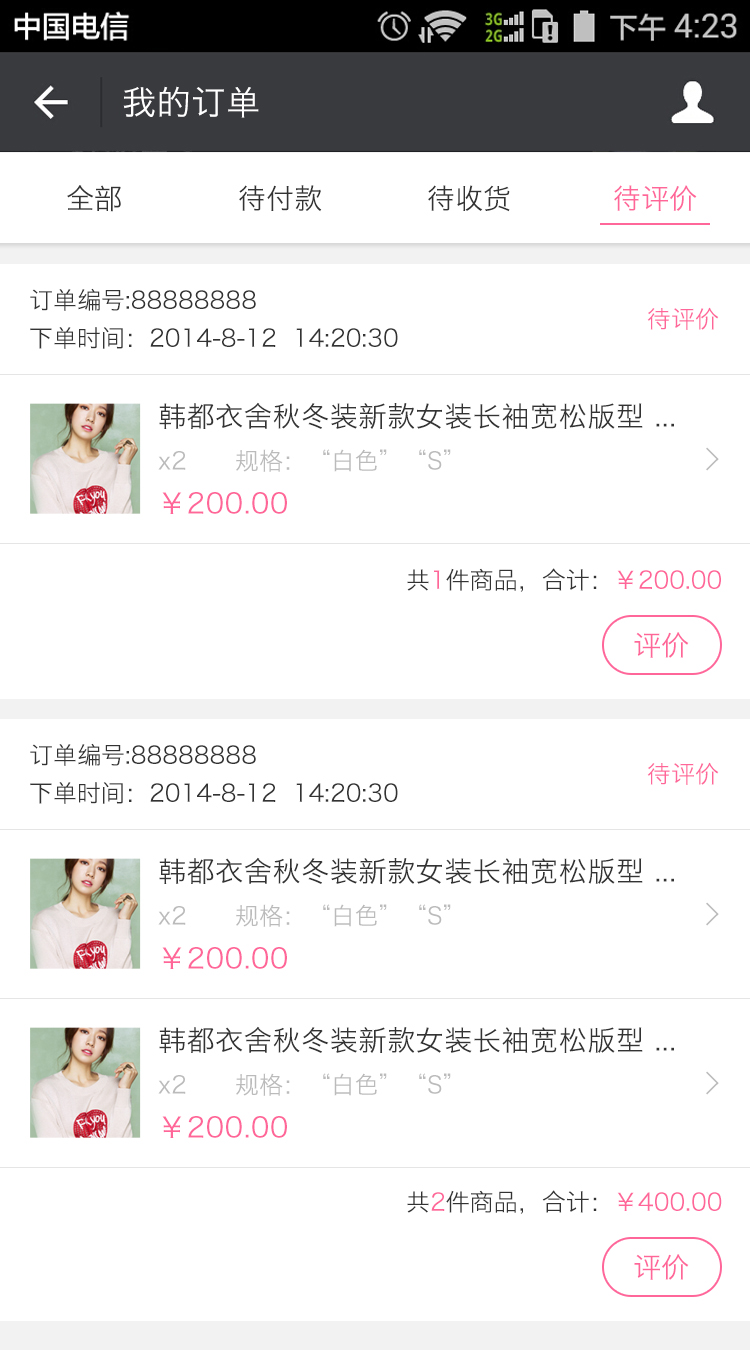 中国电信
3G
2G
下午 4:23
我的订单
全部 待付款 待收货 待评价
订单编号:88888888
下单时间：2014-8-12 14:20:30
待评价
韩都衣舍秋冬装新款女装长袖宽松版型 ...
x2 规格： “白色” “S”
￥200.00
共1件商品，合计：￥200.00
评价
订单编号:88888888
下单时间：2014-8-12 14:20:30
待评价
韩都衣舍秋冬装新款女装长袖宽松版型 ...
x2 规格： “白色” “S”
￥200.00
韩都衣舍秋冬装新款女装长袖宽松版型 ...
x2 规格： “白色” “S”
￥200.00
共2件商品，合计：￥400.00
评价